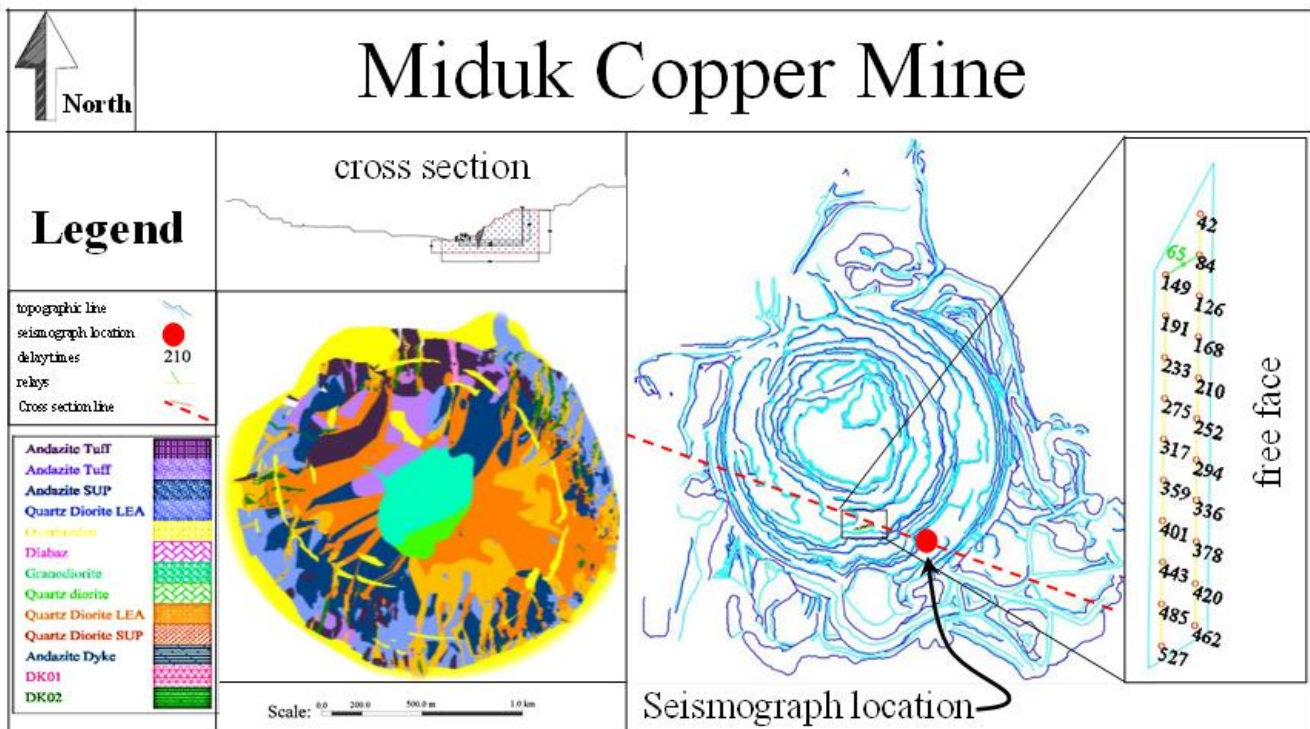 North
Miduk Copper Mine
Legend
cross section
topographic line
seismograph location
delaytimes 210
relays
Cross section line
Andazite Tuff
Andazite Tuff
Andazite SUP
Quartz Diorite LEA
Overburden
Diabaz
Granodiorite
Quartz diorite
Quartz Diorite LEA
Quartz Diorite SUP
Andazite Dyke
DK01
DK02
Scale: 0.0 200.0 500.0 m 1.0 km
Seismograph location
42
65
84
149
126
191
168
233
210
275
252
317
294
359
336
401
378
443
420
485
462
527
free face